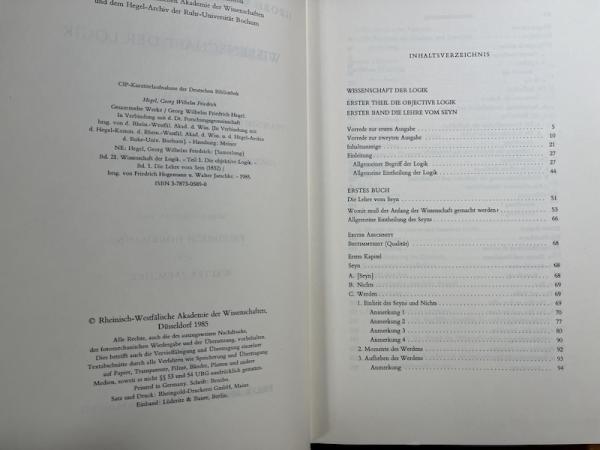 schen Akademie der Wissenschaften
und dem Hegel-Archiv der Ruhr-Universität Bochum
CIP-Kurztitelaufnahme der Deutschen Bibliothek
Hegel, Georg Wilhelm Friedrich:
Gesammelte Werke / Georg Wilhelm Friedrich Hegel.
In Verbindung mit d. Dt. Forschungsgemeinschaft
hrsg. von d. Rhein.-Westfäl. Akad. d. Wiss. [In Verbindung mit
d. Hegel-Komm. d. Rhein.-Westfäl. Akad. d. Wiss. u. d. Hegel-Archiv
d. Ruhr-Univ. Bochum]. - Hamburg: Meiner
NE: Hegel, Georg Wilhelm Friedrich: [Sammlung]
Bd. 21. Wissenschaft der Logik. - Teil 1. Die objektive Logik. -
Bd. 1. Die Lehre vom Sein (1832) /
hrsg. von Friedrich Hogemann u. Walter Jaeschke. - 1985.
ISBN 3-7873-0589-0
© Rheinisch-Westfälische Akademie der Wissenschaften,
Düsseldorf 1985
Alle Rechte, auch die des auszugsweisen Nachdrucks,
der fotomechanischen Wiedergabe und der Übersetzung, vorbehalten.
Dies betrifft auch die Vervielfältigung und Übertragung einzelner
Textabschnitte durch alle Verfahren wie Speicherung und Übertragung
auf Papier, Transparente, Filme, Bänder, Platten und andere
Medien, soweit es nicht §§ 53 und 54 URG ausdrücklich gestatten.
Printed in Germany. Schrift: Bembo.
Satz und Druck: Rheingold-Druckerei GmbH, Mainz.
Einband: Lüderitz & Bauer, Berlin.
INHALTSVERZEICHNIS
WISSENSCHAFT DER LOGIK
ERSTER THEIL. DIE OBJECTIVE LOGIK
ERSTER BAND. DIE LEHRE VOM SEYN
Vorrede zur ersten Ausgabe 5
Vorrede zur zweyten Ausgabe 10
Inhaltsanzeige 21
Einleitung 27
Allgemeiner Begriff der Logik 27
Allgemeine Eintheilung der Logik 44
ERSTES BUCH
Die Lehre vom Seyn 51
Womit muß der Anfang der Wissenschaft gemacht werden? 53
Allgemeine Eintheilung des Seyns 66
Erster Abschnitt
Bestimmtheit (Qualität) 68
Erstes Kapitel
Seyn 68
A. [Seyn] 68
B. Nichts 69
C. Werden 69
1. Einheit des Seyns und Nichts 69
Anmerkung 1 70
Anmerkung 2 77
Anmerkung 3 80
Anmerkung 4 90
2. Momente des Werdens 92
3. Aufheben des Werdens 93
Anmerkung 94